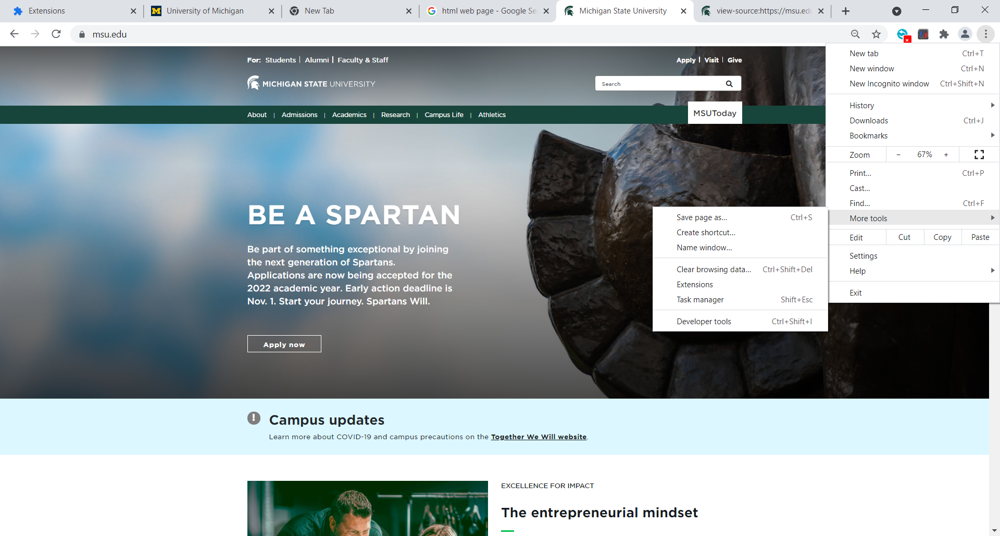 Extensions
University of Michigan
New Tab
html web page - Google Se
Michigan State University
view-source:https://msu.ed
msu.edu
For: Students | Alumni | Faculty & Staff
Apply | Visit | Give
MICHIGAN STATE UNIVERSITY
Search
About | Admissions | Academics | Research | Campus Life | Athletics
MSUToday
BE A SPARTAN
Be part of something exceptional by joining
the next generation of Spartans.
Applications are now being accepted for the
2022 academic year. Early action deadline is
Nov. 1. Start your journey. Spartans Will.
Apply now
New tab Ctrl+T
New window Ctrl+N
New Incognito window Ctrl+Shift+N
History
Downloads Ctrl+J
Bookmarks
Zoom - 67% +
Print... Ctrl+P
Cast...
Find... Ctrl+F
More tools
Edit Cut Copy Paste
Settings
Help
Exit
Save page as... Ctrl+S
Create shortcut...
Name window...
Clear browsing data... Ctrl+Shift+Del
Extensions
Task manager Shift+Esc
Developer tools Ctrl+Shift+I
Campus updates
Learn more about COVID-19 and campus precautions on the Together We Will website.
EXCELLENCE FOR IMPACT
The entrepreneurial mindset